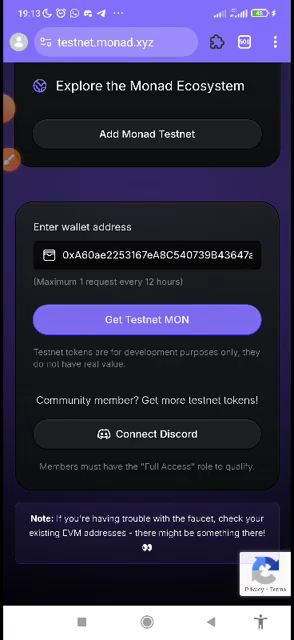 19:13
43
testnet.monad.xyz
Explore the Monad Ecosystem
Add Monad Testnet
Enter wallet address
0xA60ae2253167eA8C540739B43647a
(Maximum 1 request every 12 hours)
Get Testnet MON
Testnet tokens are for development purposes only, they
do not have real value.
Community member? Get more testnet tokens!
Connect Discord
Members must have the "Full Access" role to qualify.
Note: If you're having trouble with the faucet, check your
existing EVM addresses - there might be something there!
👀
Privacy - Terms